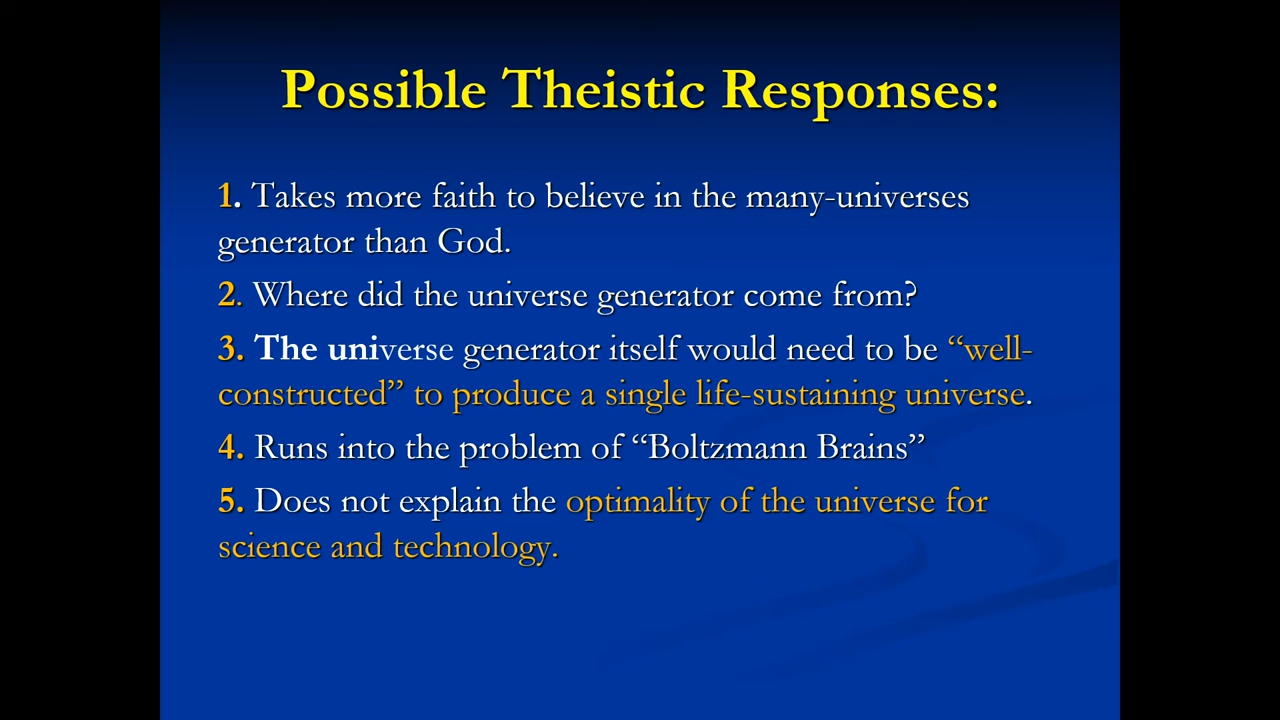 Possible Theistic Responses:
1. Takes more faith to believe in the many-universes
generator than God.
2. Where did the universe generator come from?
3. The universe generator itself would need to be “well-
constructed” to produce a single life-sustaining universe.
4. Runs into the problem of “Boltzmann Brains”
5. Does not explain the optimality of the universe for
science and technology.